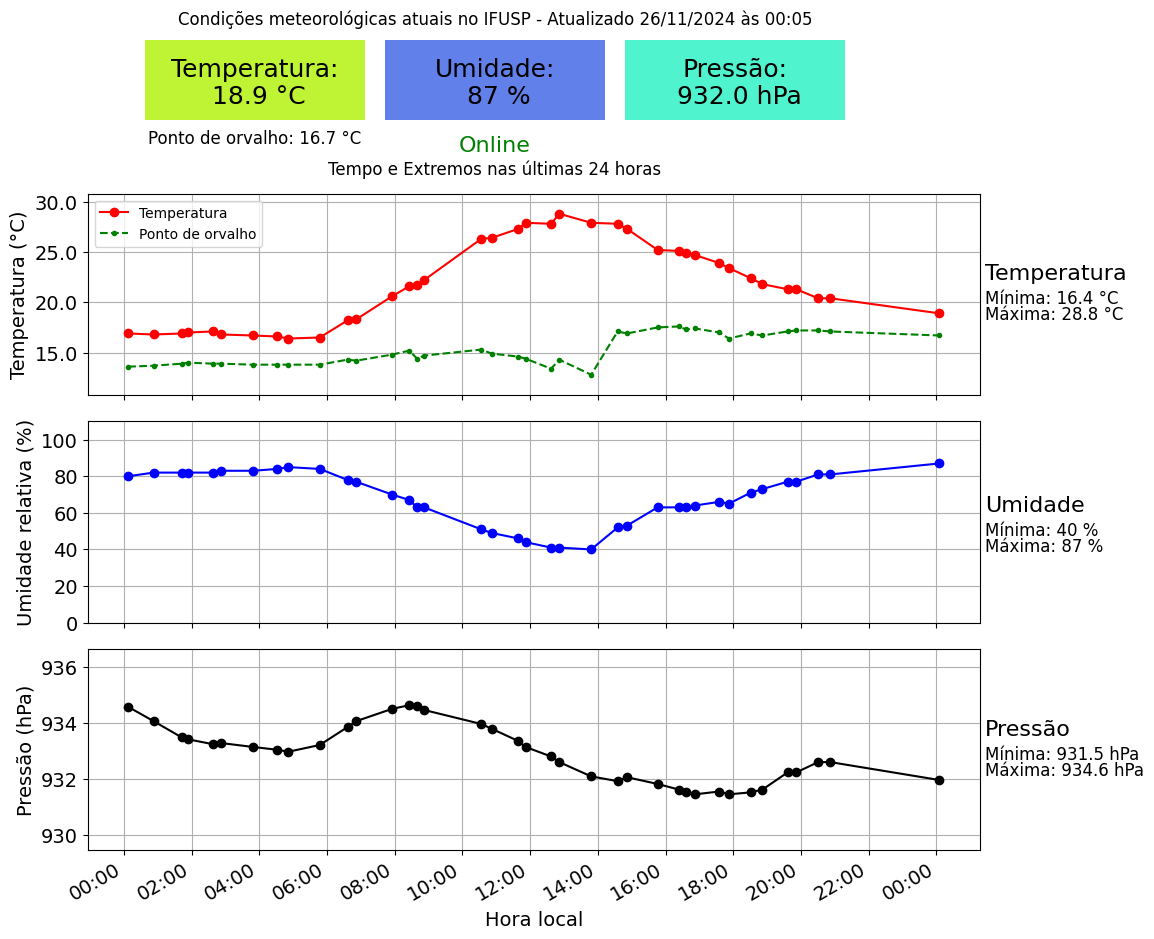 Condições meteorológicas atuais no IFUSP - Atualizado 26/11/2024 às 00:05
Temperatura:
18.9 °C
Umidade:
87 %
Pressão:
932.0 hPa
Ponto de orvalho: 16.7 °C
Online
Tempo e Extremos nas últimas 24 horas
Temperatura (°C)
30.0
25.0
20.0
15.0
Temperatura
Ponto de orvalho
Temperatura
Mínima: 16.4 °C
Máxima: 28.8 °C
Umidade relativa (%)
100
80
60
40
20
0
Umidade
Mínima: 40 %
Máxima: 87 %
Pressão (hPa)
936
934
932
930
Pressão
Mínima: 931.5 hPa
Máxima: 934.6 hPa
00:00 02:00 04:00 06:00 08:00 10:00 12:00 14:00 16:00 18:00 20:00 22:00 00:00
Hora local